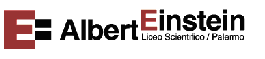 E= Albert Einstein
Liceo Scientifico / Palermo